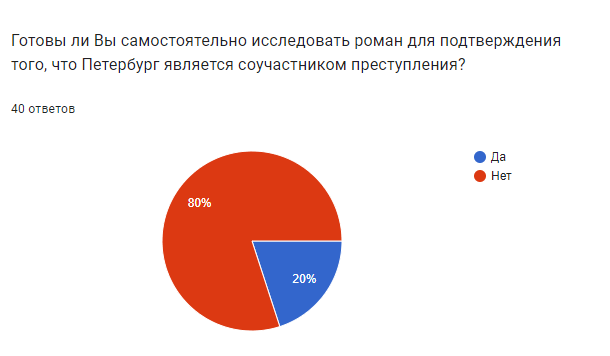 Готовы ли Вы самостоятельно исследовать роман для подтверждения
того, что Петербург является соучастником преступления?
40 ответов
Да
Нет
80%
20%